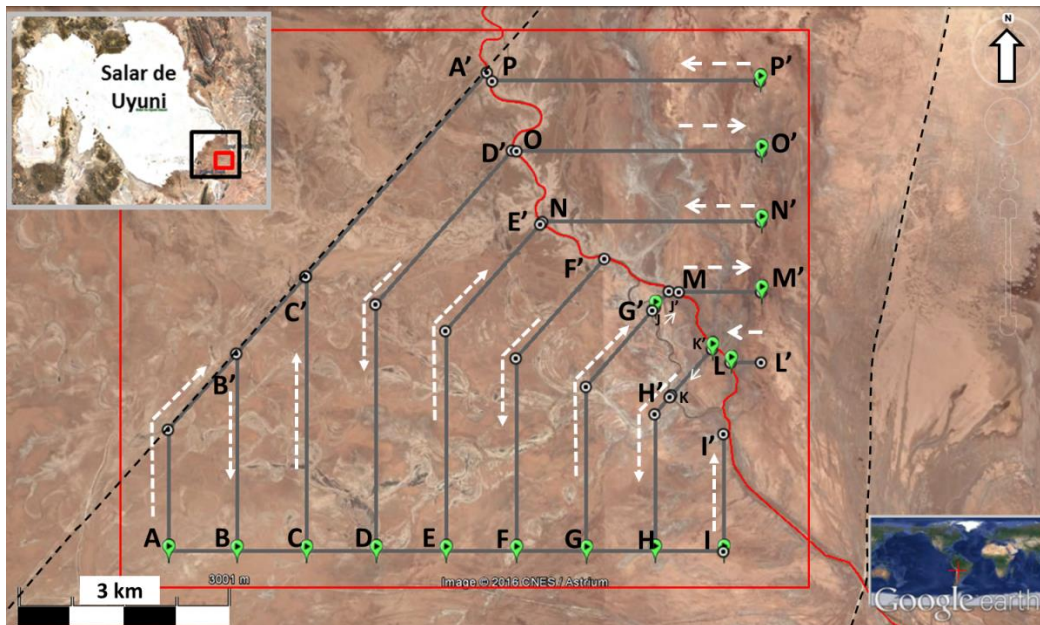 Salar de
Uyuni
N
A' P P'
D' O O'
E' N N'
F'
M M'
G' J J'
K' L L'
B'
C'
H' K
I'
A B C D E F G H I
3001 m
3 km
Image © 2016 CNES / Astrium
Google earth